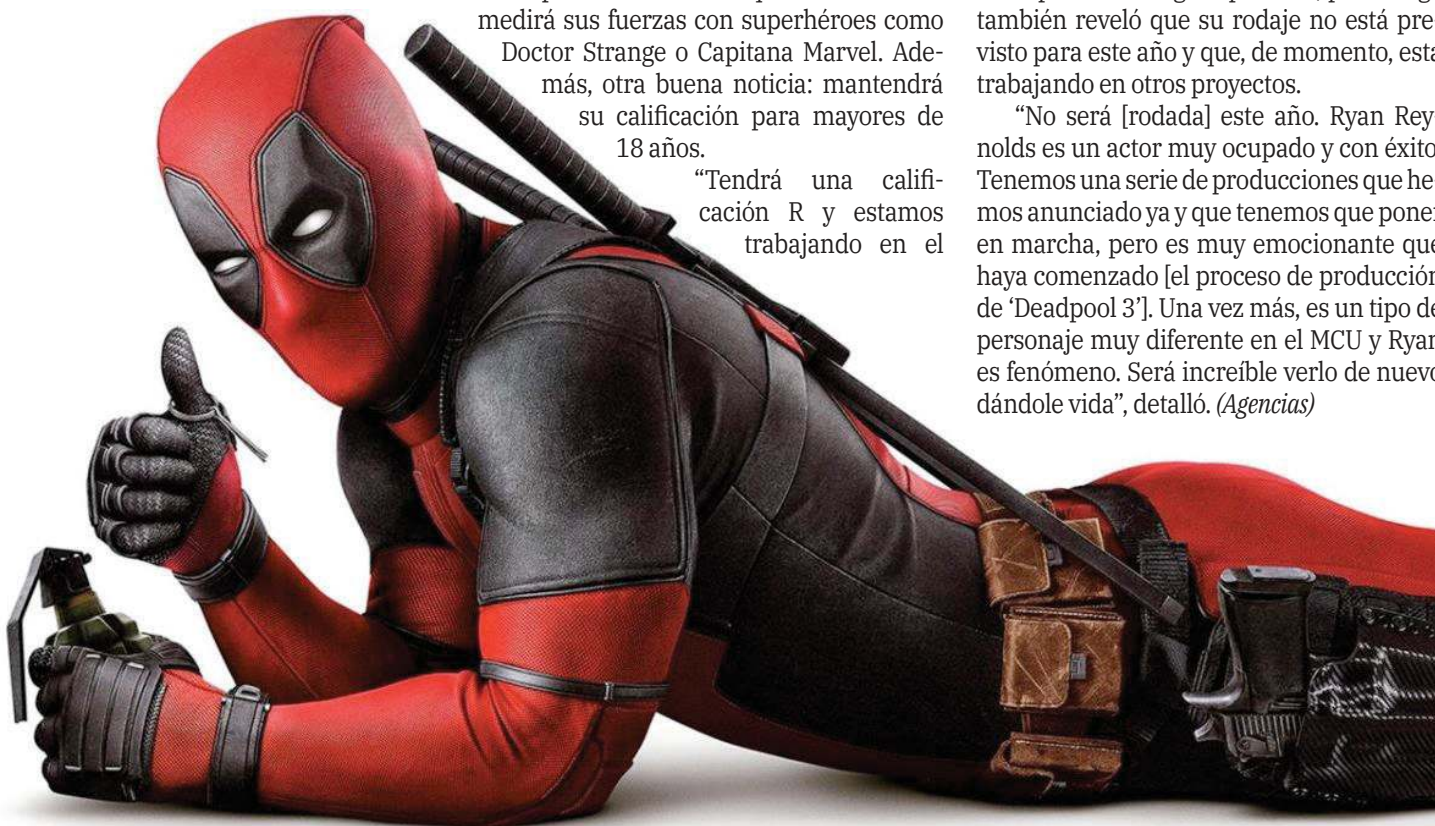 medirá sus fuerzas con superhéroes como
Doctor Strange o Capitana Marvel. Ade-
más, otra buena noticia: mantendrá
su calificación para mayores de
18 años.
“Tendrá una califi-
cación R y estamos
trabajando en el
también reveló que su rodaje no está pre-
visto para este año y que, de momento, está
trabajando en otros proyectos.
“No será [rodada] este año. Ryan Rey-
nolds es un actor muy ocupado y con éxito
Tenemos una serie de producciones que he-
mos anunciado ya y que tenemos que poner
en marcha, pero es muy emocionante que
haya comenzado [el proceso de producción
de ‘Deadpool 3’]. Una vez más, es un tipo de
personaje muy diferente en el MCU y Ryan
es fenómeno. Será increíble verlo de nuevo
dándole vida”, detalló. (Agencias)